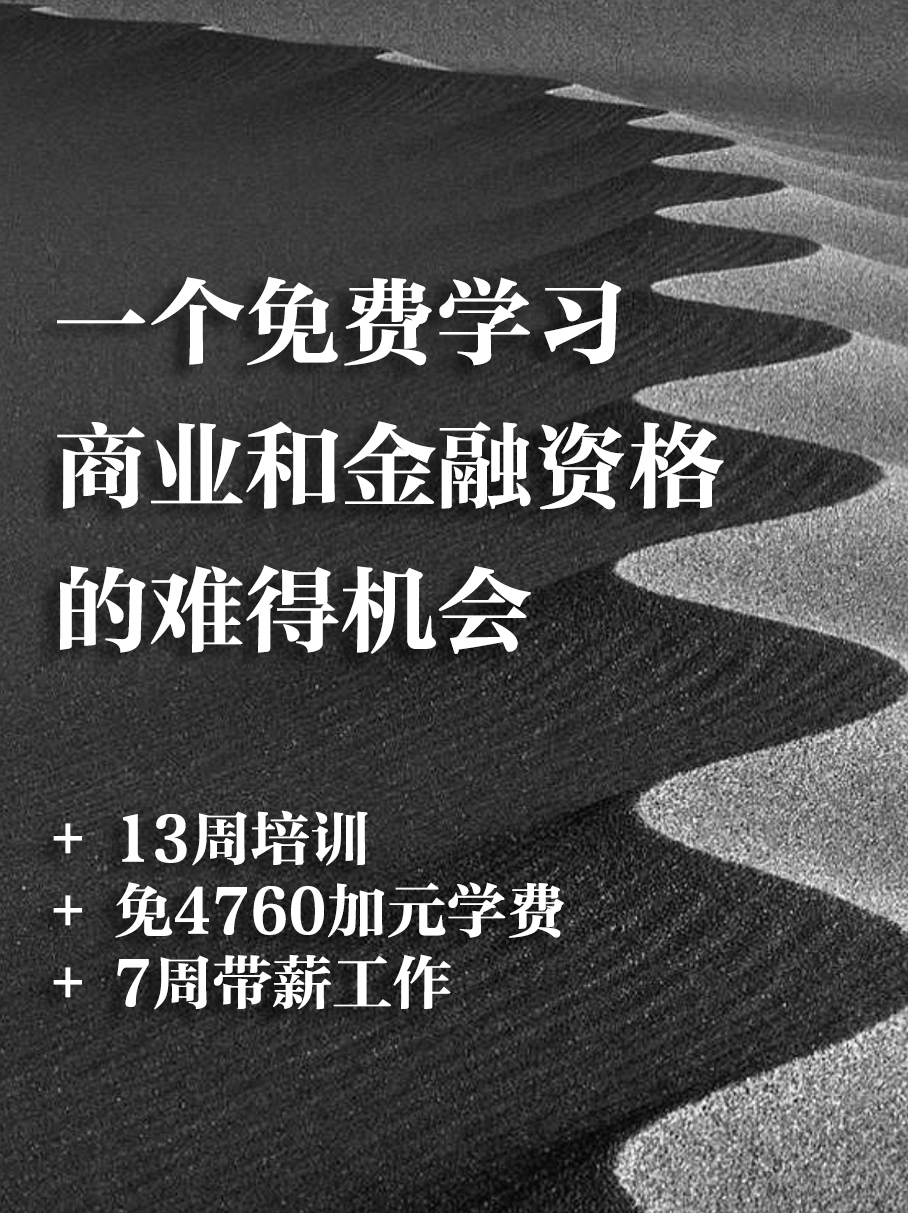 一个免费学习
商业和金融资格
的难得机会
+ 13周培训
+ 免4760加元学费
+ 7周带薪工作